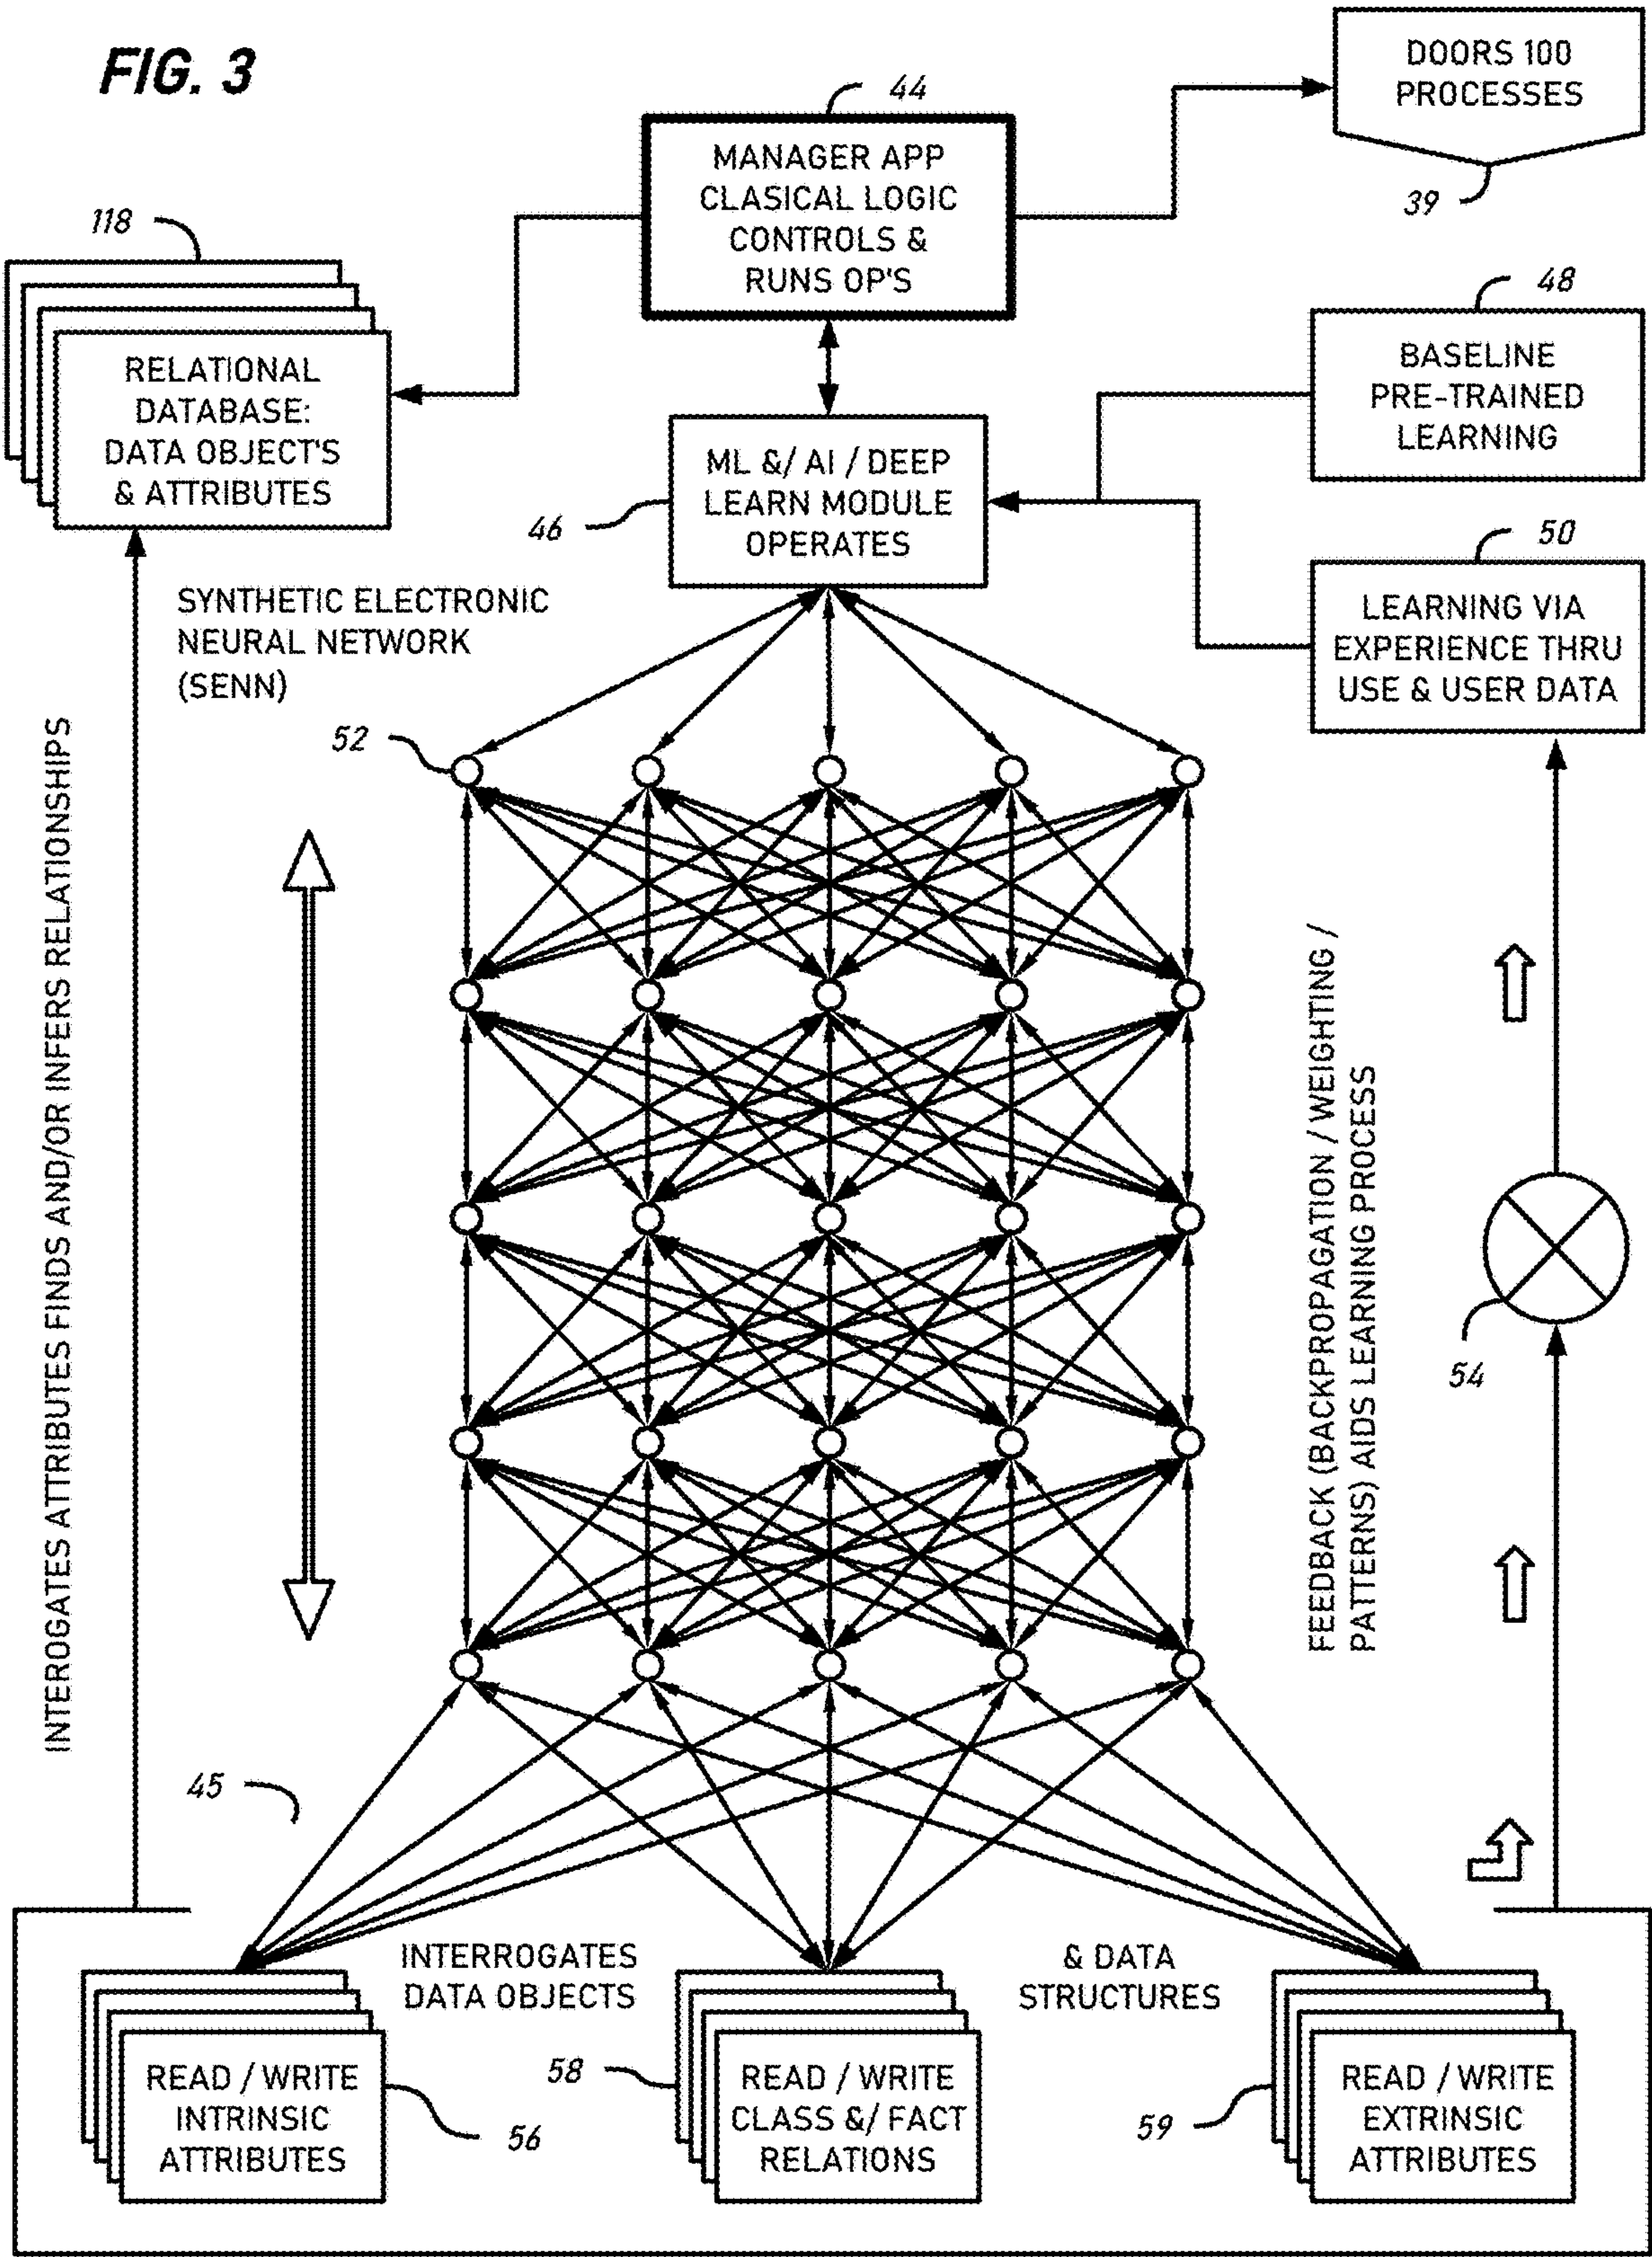 FIG. 3
44
DOORS 100
PROCESSES
39
MANAGER APP
CLASICAL LOGIC
CONTROLS &
RUNS OP'S
118
RELATIONAL
DATABASE:
DATA OBJECT'S
& ATTRIBUTES
48
BASELINE
PRE-TRAINED
LEARNING
ML &/ AI / DEEP
LEARN MODULE
OPERATES
46
50
LEARNING VIA
EXPERIENCE THRU
USE & USER DATA
SYNTHETIC ELECTRONIC
NEURAL NETWORK
(SENN)
52
INTEROGATES ATTRIBUTES FINDS AND/OR INFERS RELATIONSHIPS
FEEDBACK (BACKPROPAGATION / WEIGHTING /
PATTERNS) AIDS LEARNING PROCESS
54
45
INTERROGATES
DATA OBJECTS
& DATA
STRUCTURES
READ / WRITE
INTRINSIC
ATTRIBUTES
56
58
READ / WRITE
CLASS &/ FACT
RELATIONS
59
READ / WRITE
EXTRINSIC
ATTRIBUTES